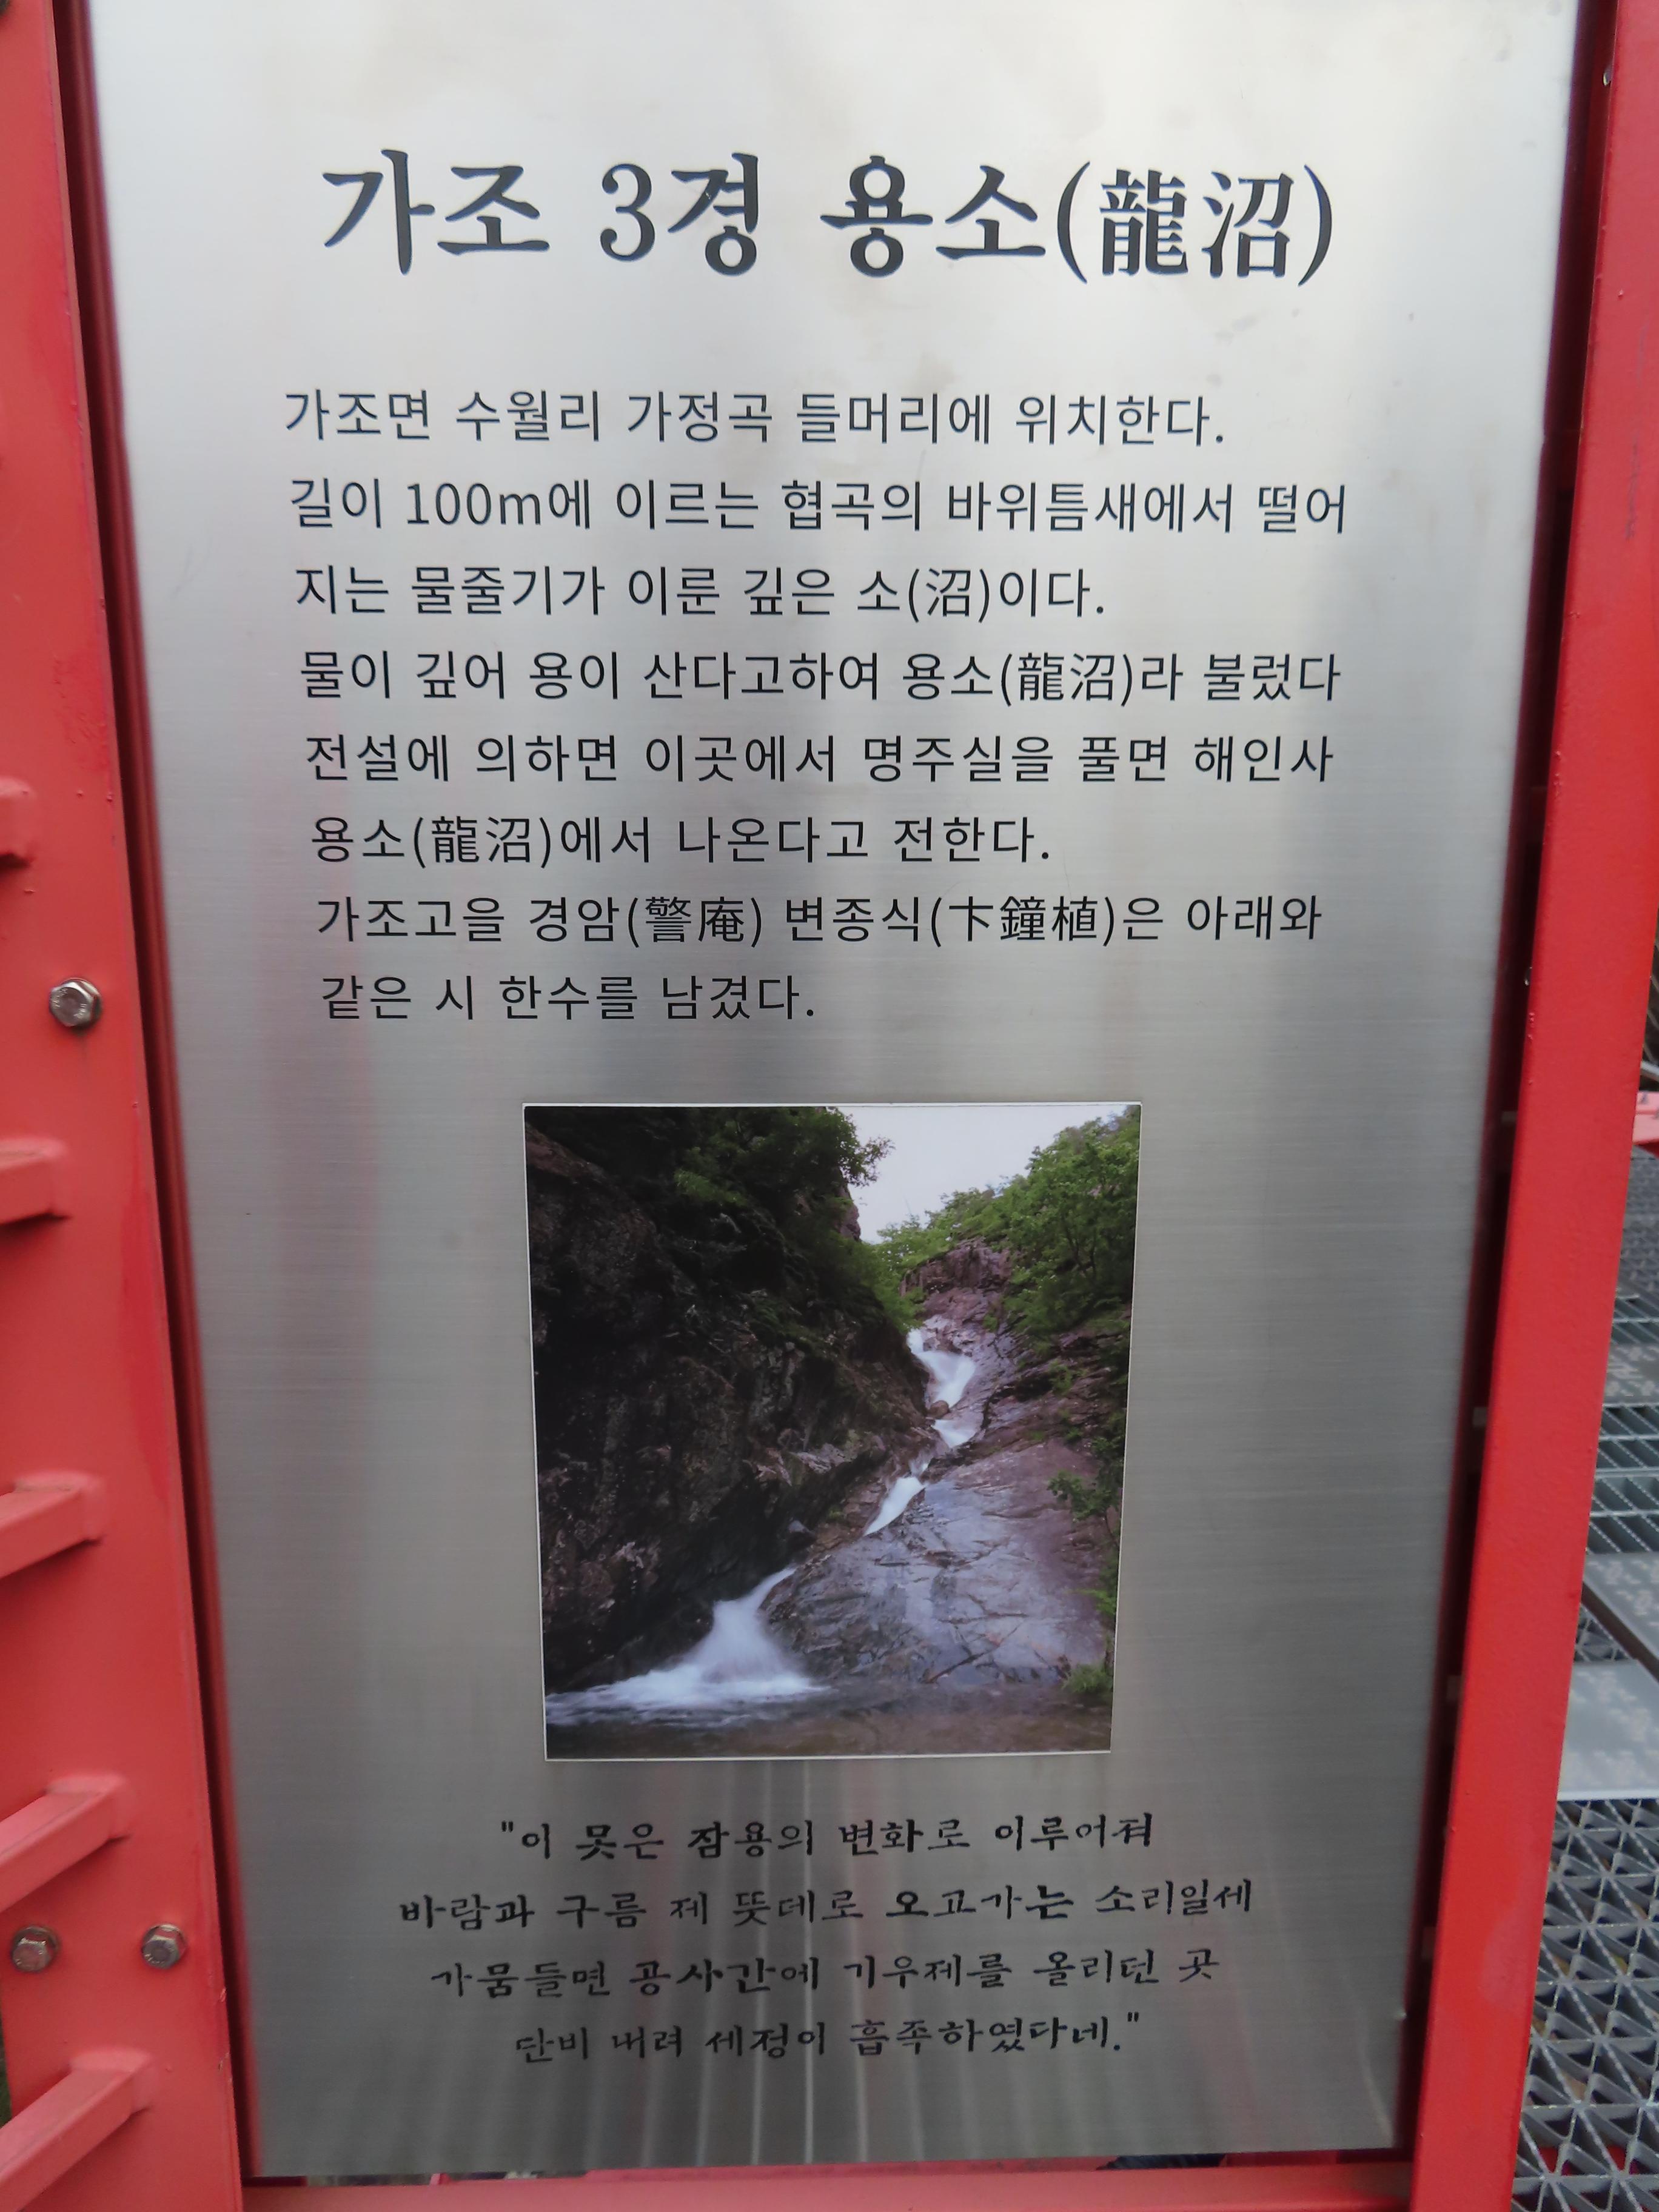 가조 3경 용소(龍沼)
가조면 수월리 가정곡 들머리에 위치한다.
길이 100m에 이르는 협곡의 바위틈새에서 떨어
지는 물줄기가 이룬 깊은 소(沼)이다.
물이 깊어 용이 산다고하여 용소(龍沼)라 불렀다
전설에 의하면 이곳에서 명주실을 풀면 해인사
용소(龍沼)에서 나온다고 전한다.
가조고을 경암(警庵) 변종식(卞鐘植)은 아래와
같은 시 한수를 남겼다.
"이 못은 잠용의 변화로 이루어져
바람과 구름 제 뜻데로 오고가는 소리일세
가뭄들면 공사간에 기우제를 올리던 곳
단비 내려 세정이 흡족하였다네."